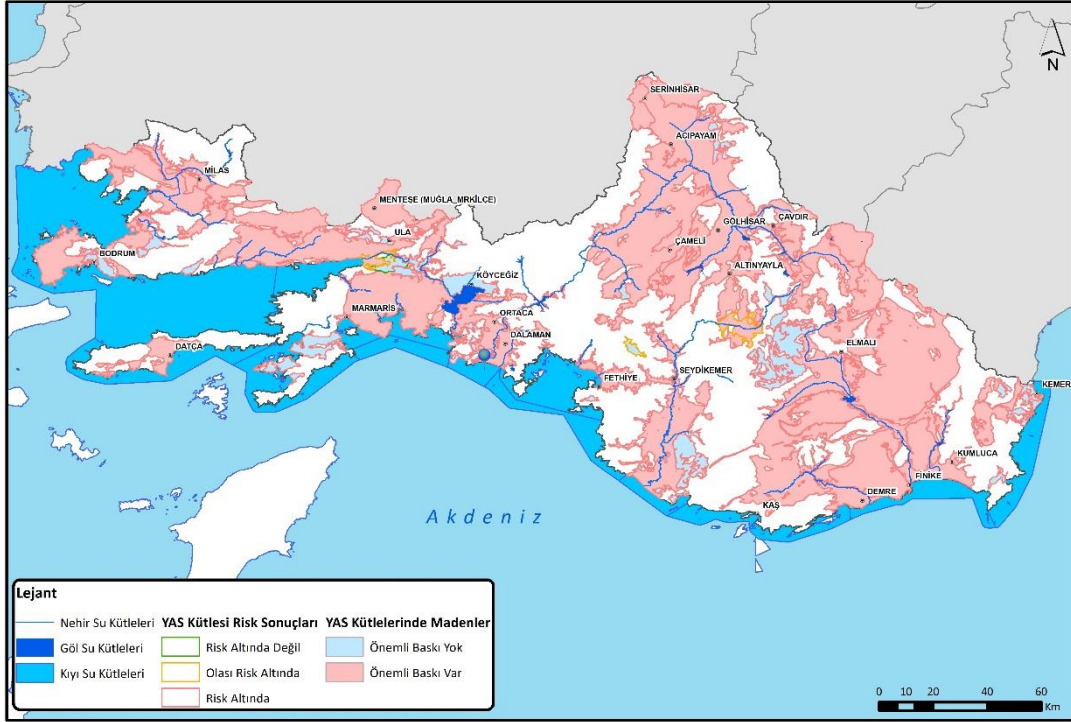 N
SERİNHİSAR
ACIPAYAM
MİLAS
MENTEŞE (MUĞLA_MRKİLCE)
ULA
GÖLHİSAR
ÇAVDIR
ÇAMELİ
BODRUM
ALTINYAYLA
KÖYCEĞİZ
ORTACA
MARMARİS
DALAMAN
DATÇA
ELMALI
FETHİYE
SEYDİKEMER
KEMER
KUMLUCA
FİNİKE
DEMRE
KAŞ
Akdeniz
Lejant
Nehir Su Kütleleri
Göl Su Kütleleri
Kıyı Su Kütleleri
YAS Kütlesi Risk Sonuçları
Risk Altında Değil
Olası Risk Altında
Risk Altında
YAS Kütlelerinde Madenler
Önemli Baskı Yok
Önemli Baskı Var
0 10 20 40 60
Km